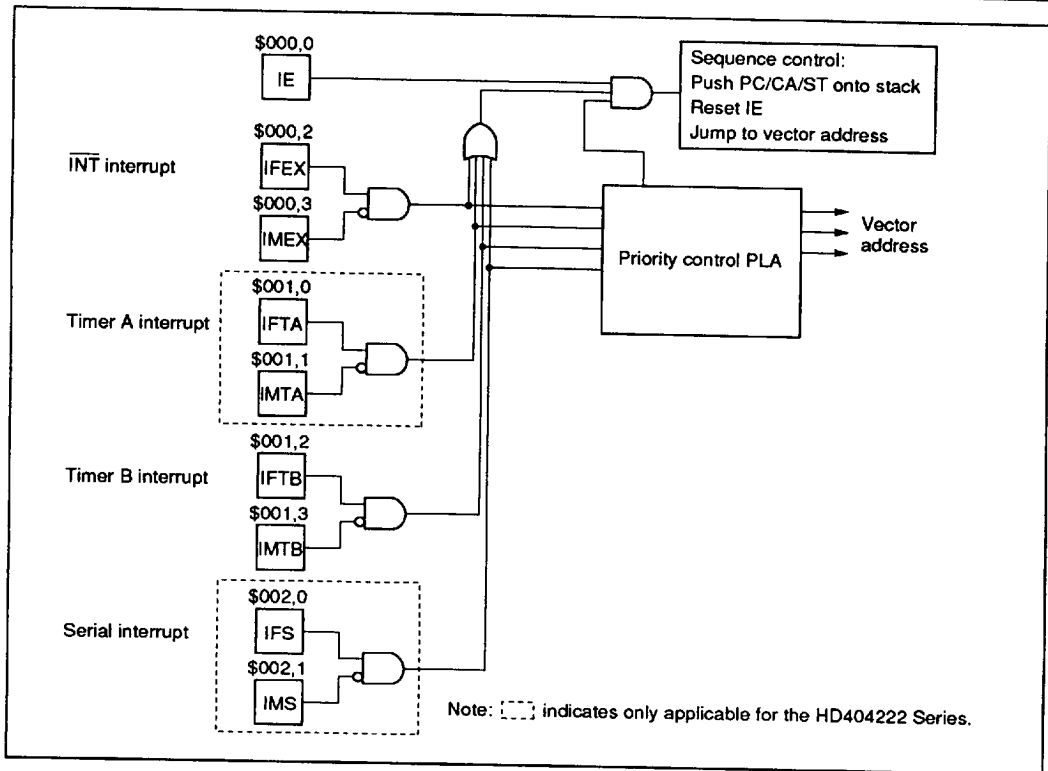 $000,0
IE
Sequence control:
Push PC/CA/ST onto stack
Reset IE
Jump to vector address
$000,2
INT interrupt
IFEX
$000,3
IMEX
Priority control PLA
Vector
address
$001,0
Timer A interrupt
IFTA
$001,1
IMTA
$001,2
Timer B interrupt
IFTB
$001,3
IMTB
$002,0
Serial interrupt
IFS
$002,1
IMS
Note: indicates only applicable for the HD404222 Series.